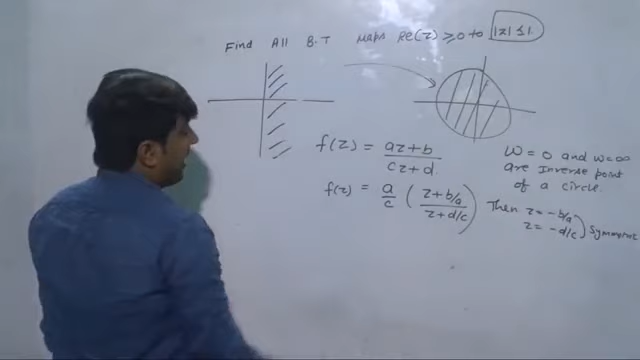 Find All B.T maps Re(z) ≥ 0 to |z| ≤ 1.
f(z) = az+b / cz+d.
w = 0 and w = ∞
are inverse point
of a circle.
f(z) = a/c ( z+b/a / z+d/c )
Then z = -b/a
z = -d/c ) Symmetric